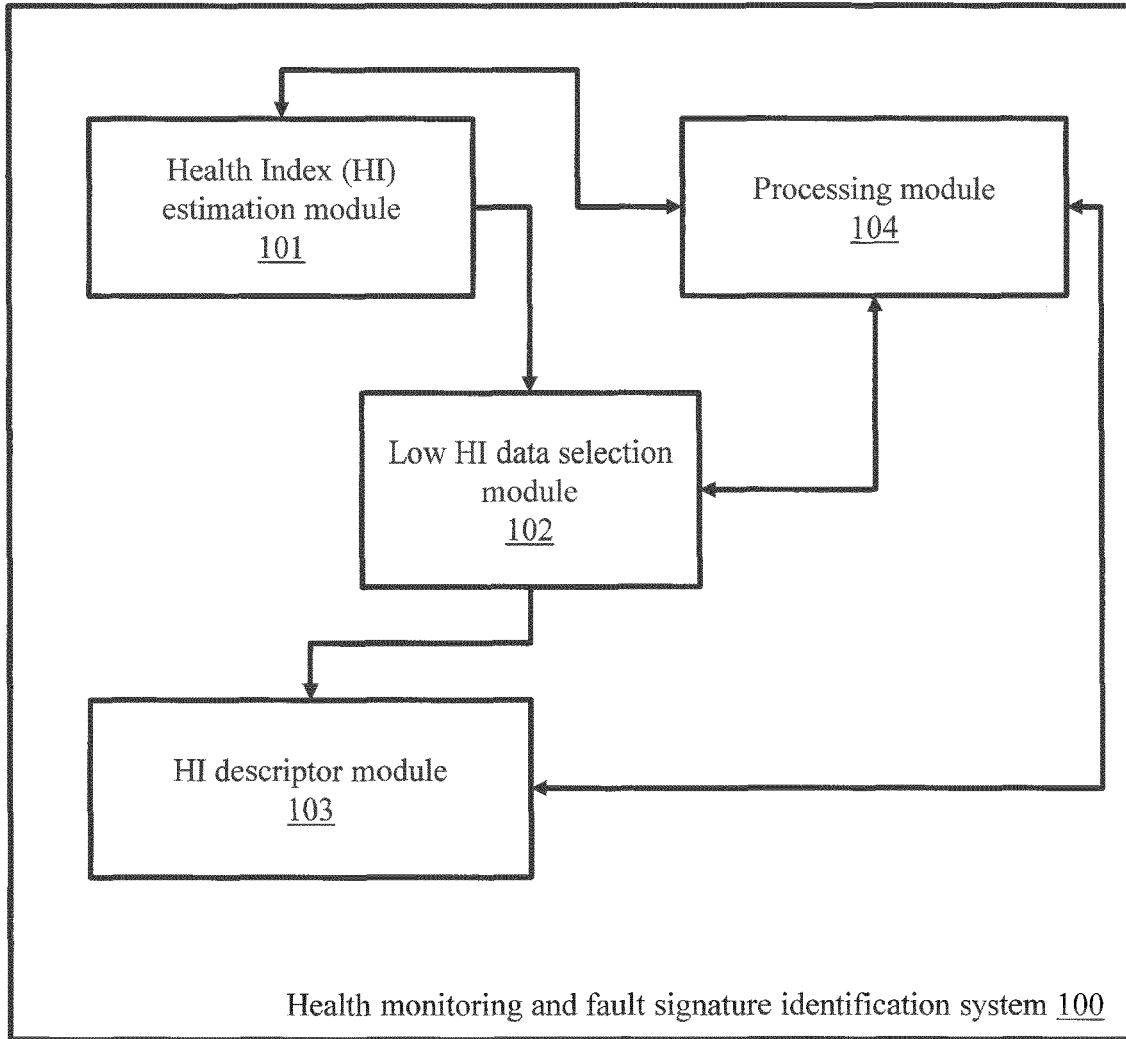 Health Index (HI)
estimation module
101
Processing module
104
Low HI data selection
module
102
HI descriptor module
103
Health monitoring and fault signature identification system 100